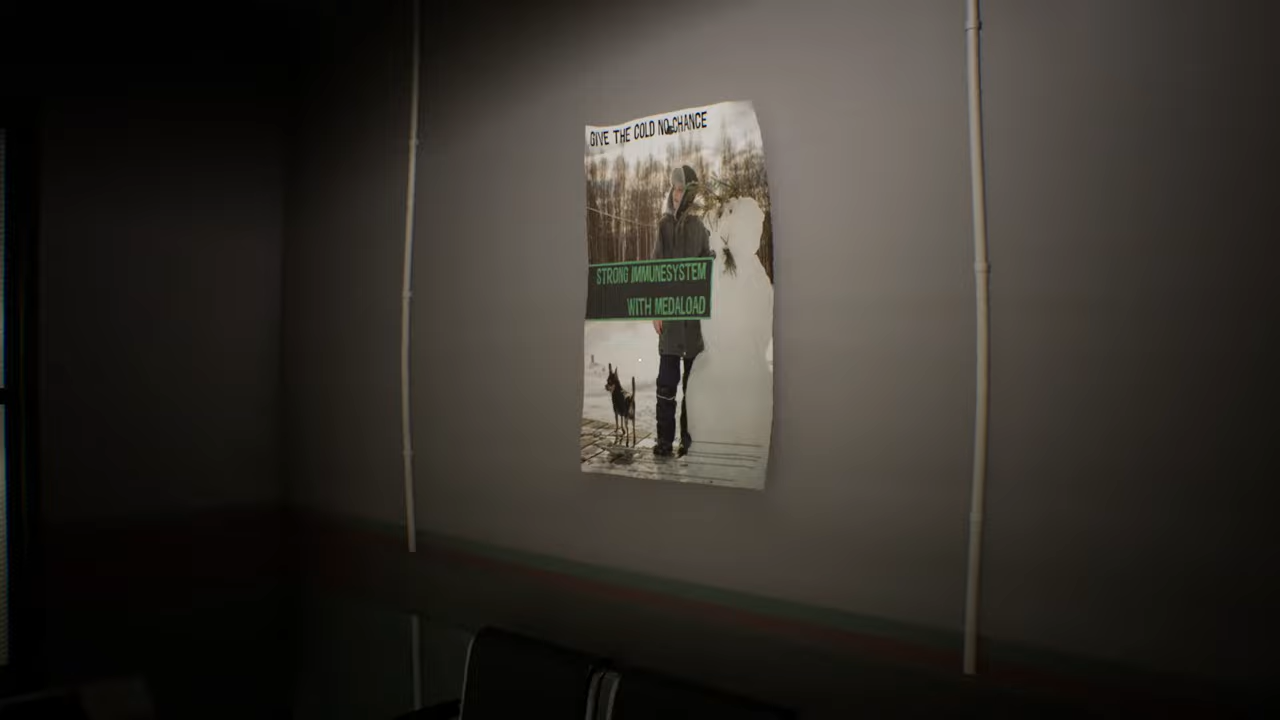 GIVE THE COLD NO CHANCE
STRONG IMMUNESYSTEM
WITH MEDALOAD